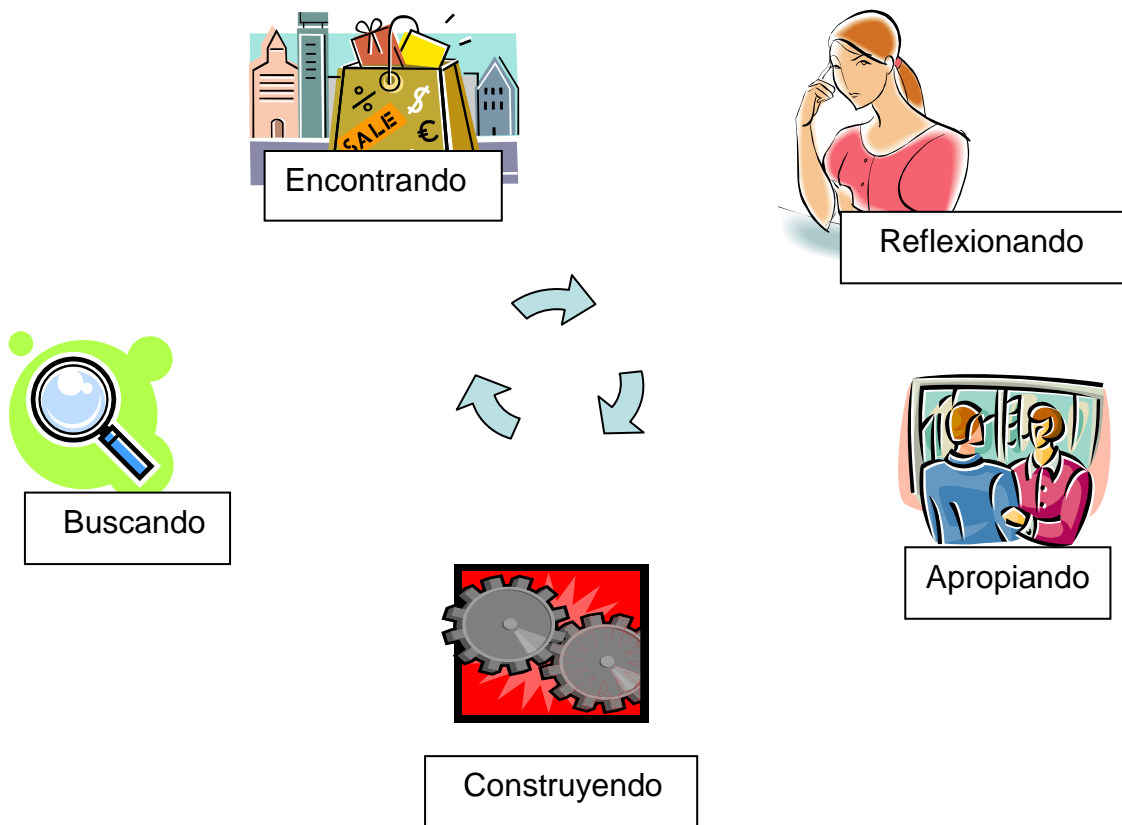 % $
SALE €
Encontrando
Reflexionando
Buscando
Apropiando
Construyendo